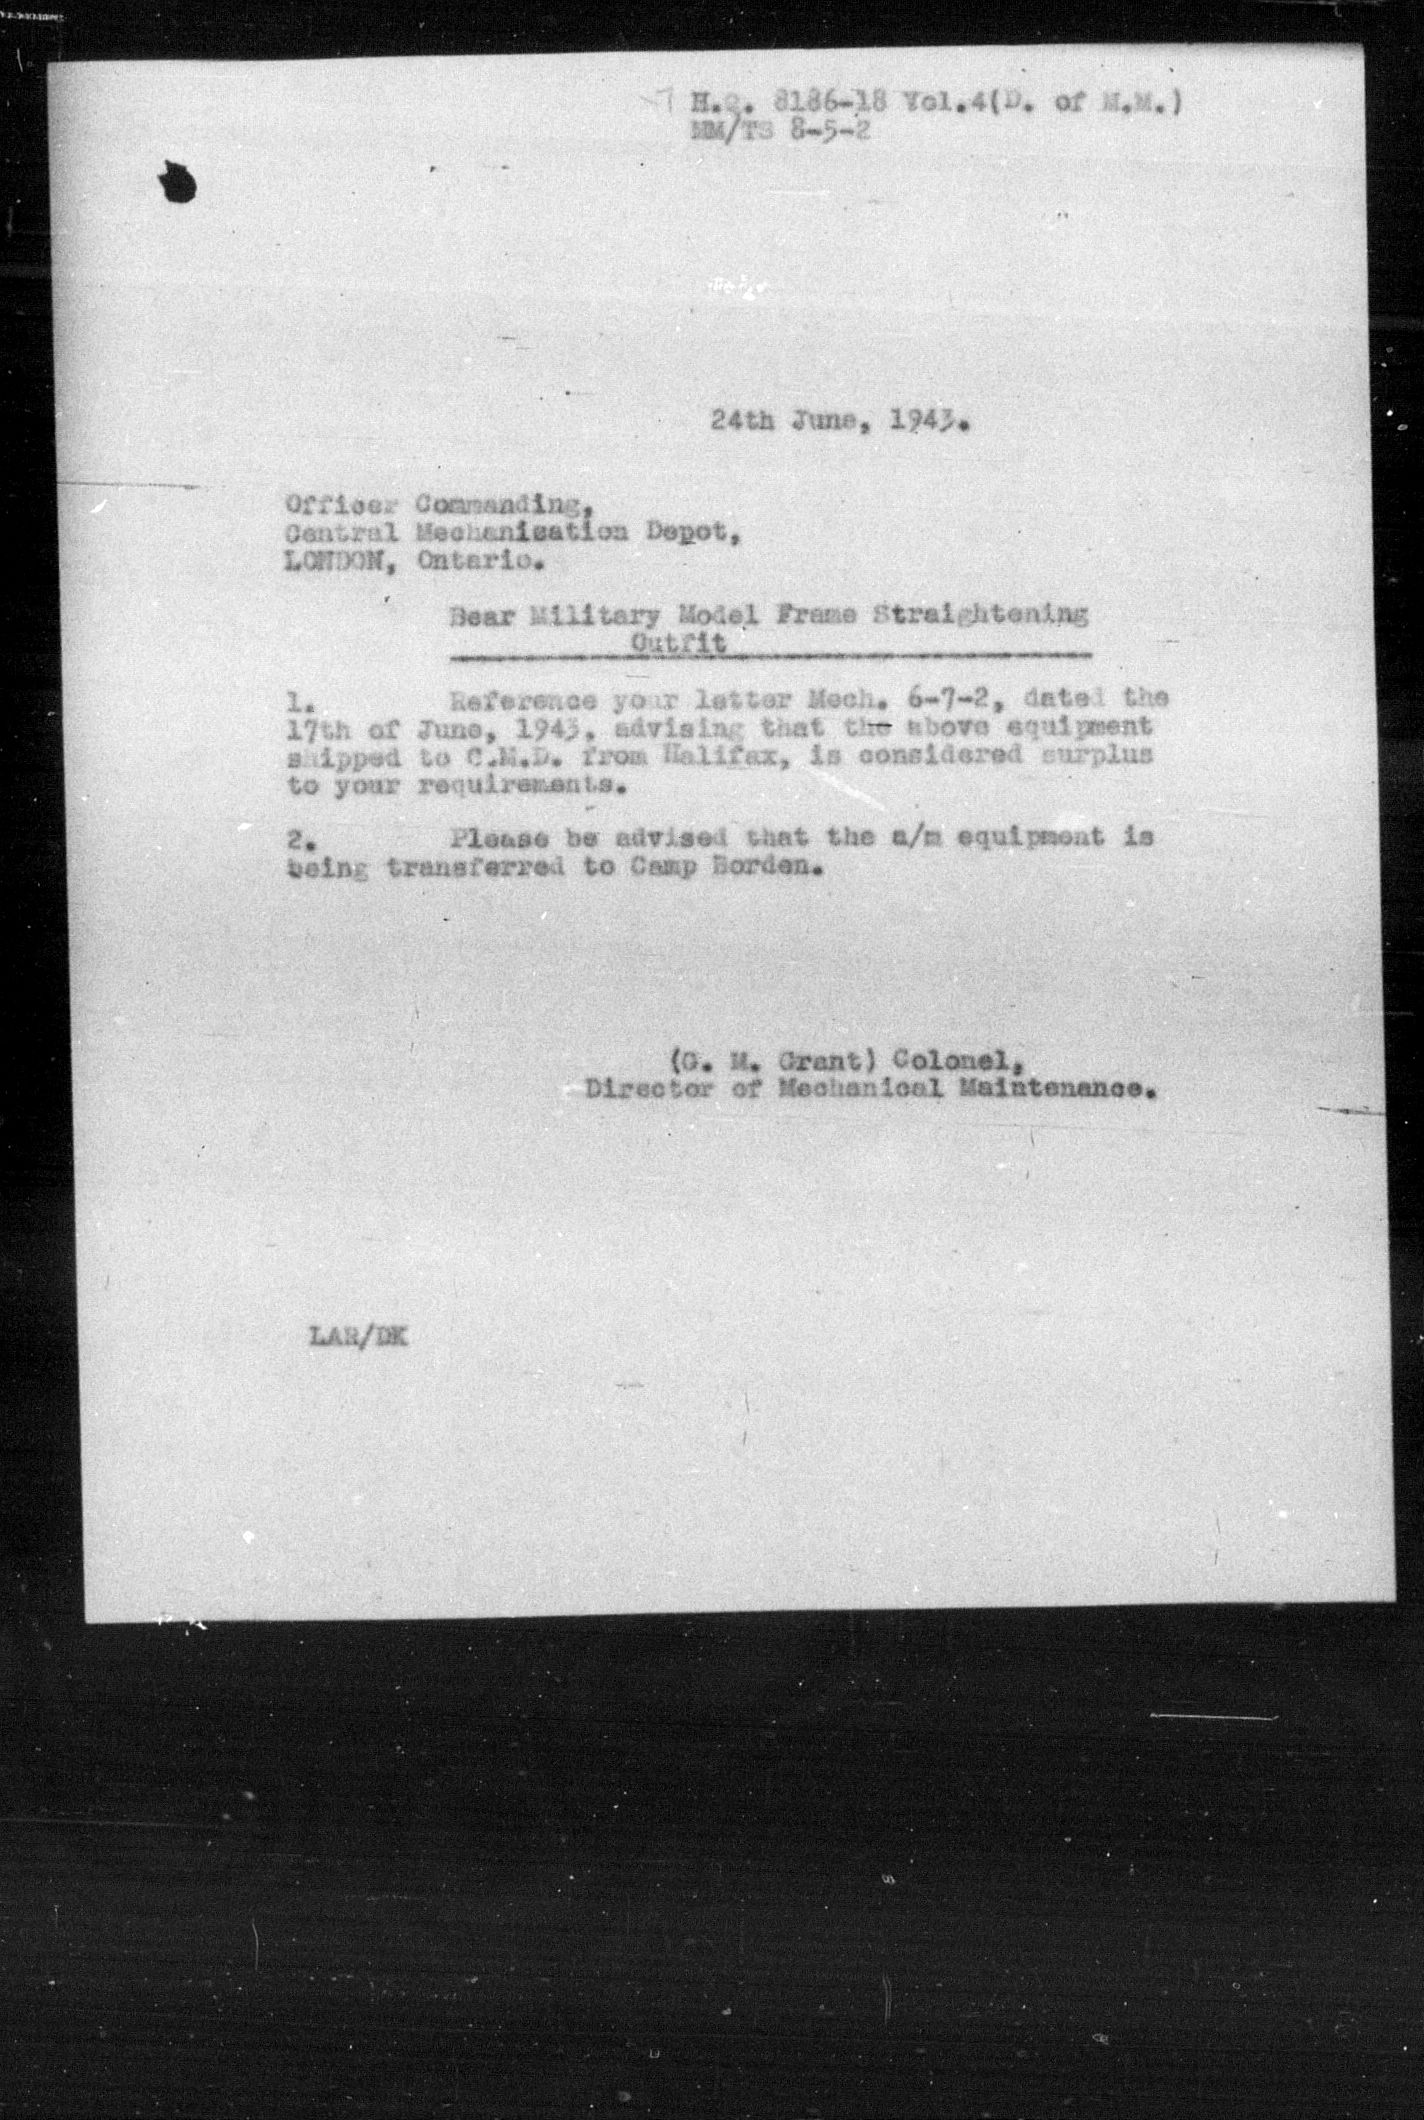 H.Q. 8186-18 Vol.4(D. of M.M.)
MM/TS 8-5-2
24th June, 1943.
Officer Commanding,
Central Mechanization Depot,
LONDON, Ontario.
Bear Military Model Frame Straightening
Outfit
1. Reference your letter Mech. 6-7-2, dated the
17th of June, 1943, advising that the above equipment
shipped to C.M.D. from Halifax, is considered surplus
to your requirements.
2. Please be advised that the a/m equipment is
being transferred to Camp Borden.
(G. M. Grant) Colonel,
Director of Mechanical Maintenance.
LAR/DK